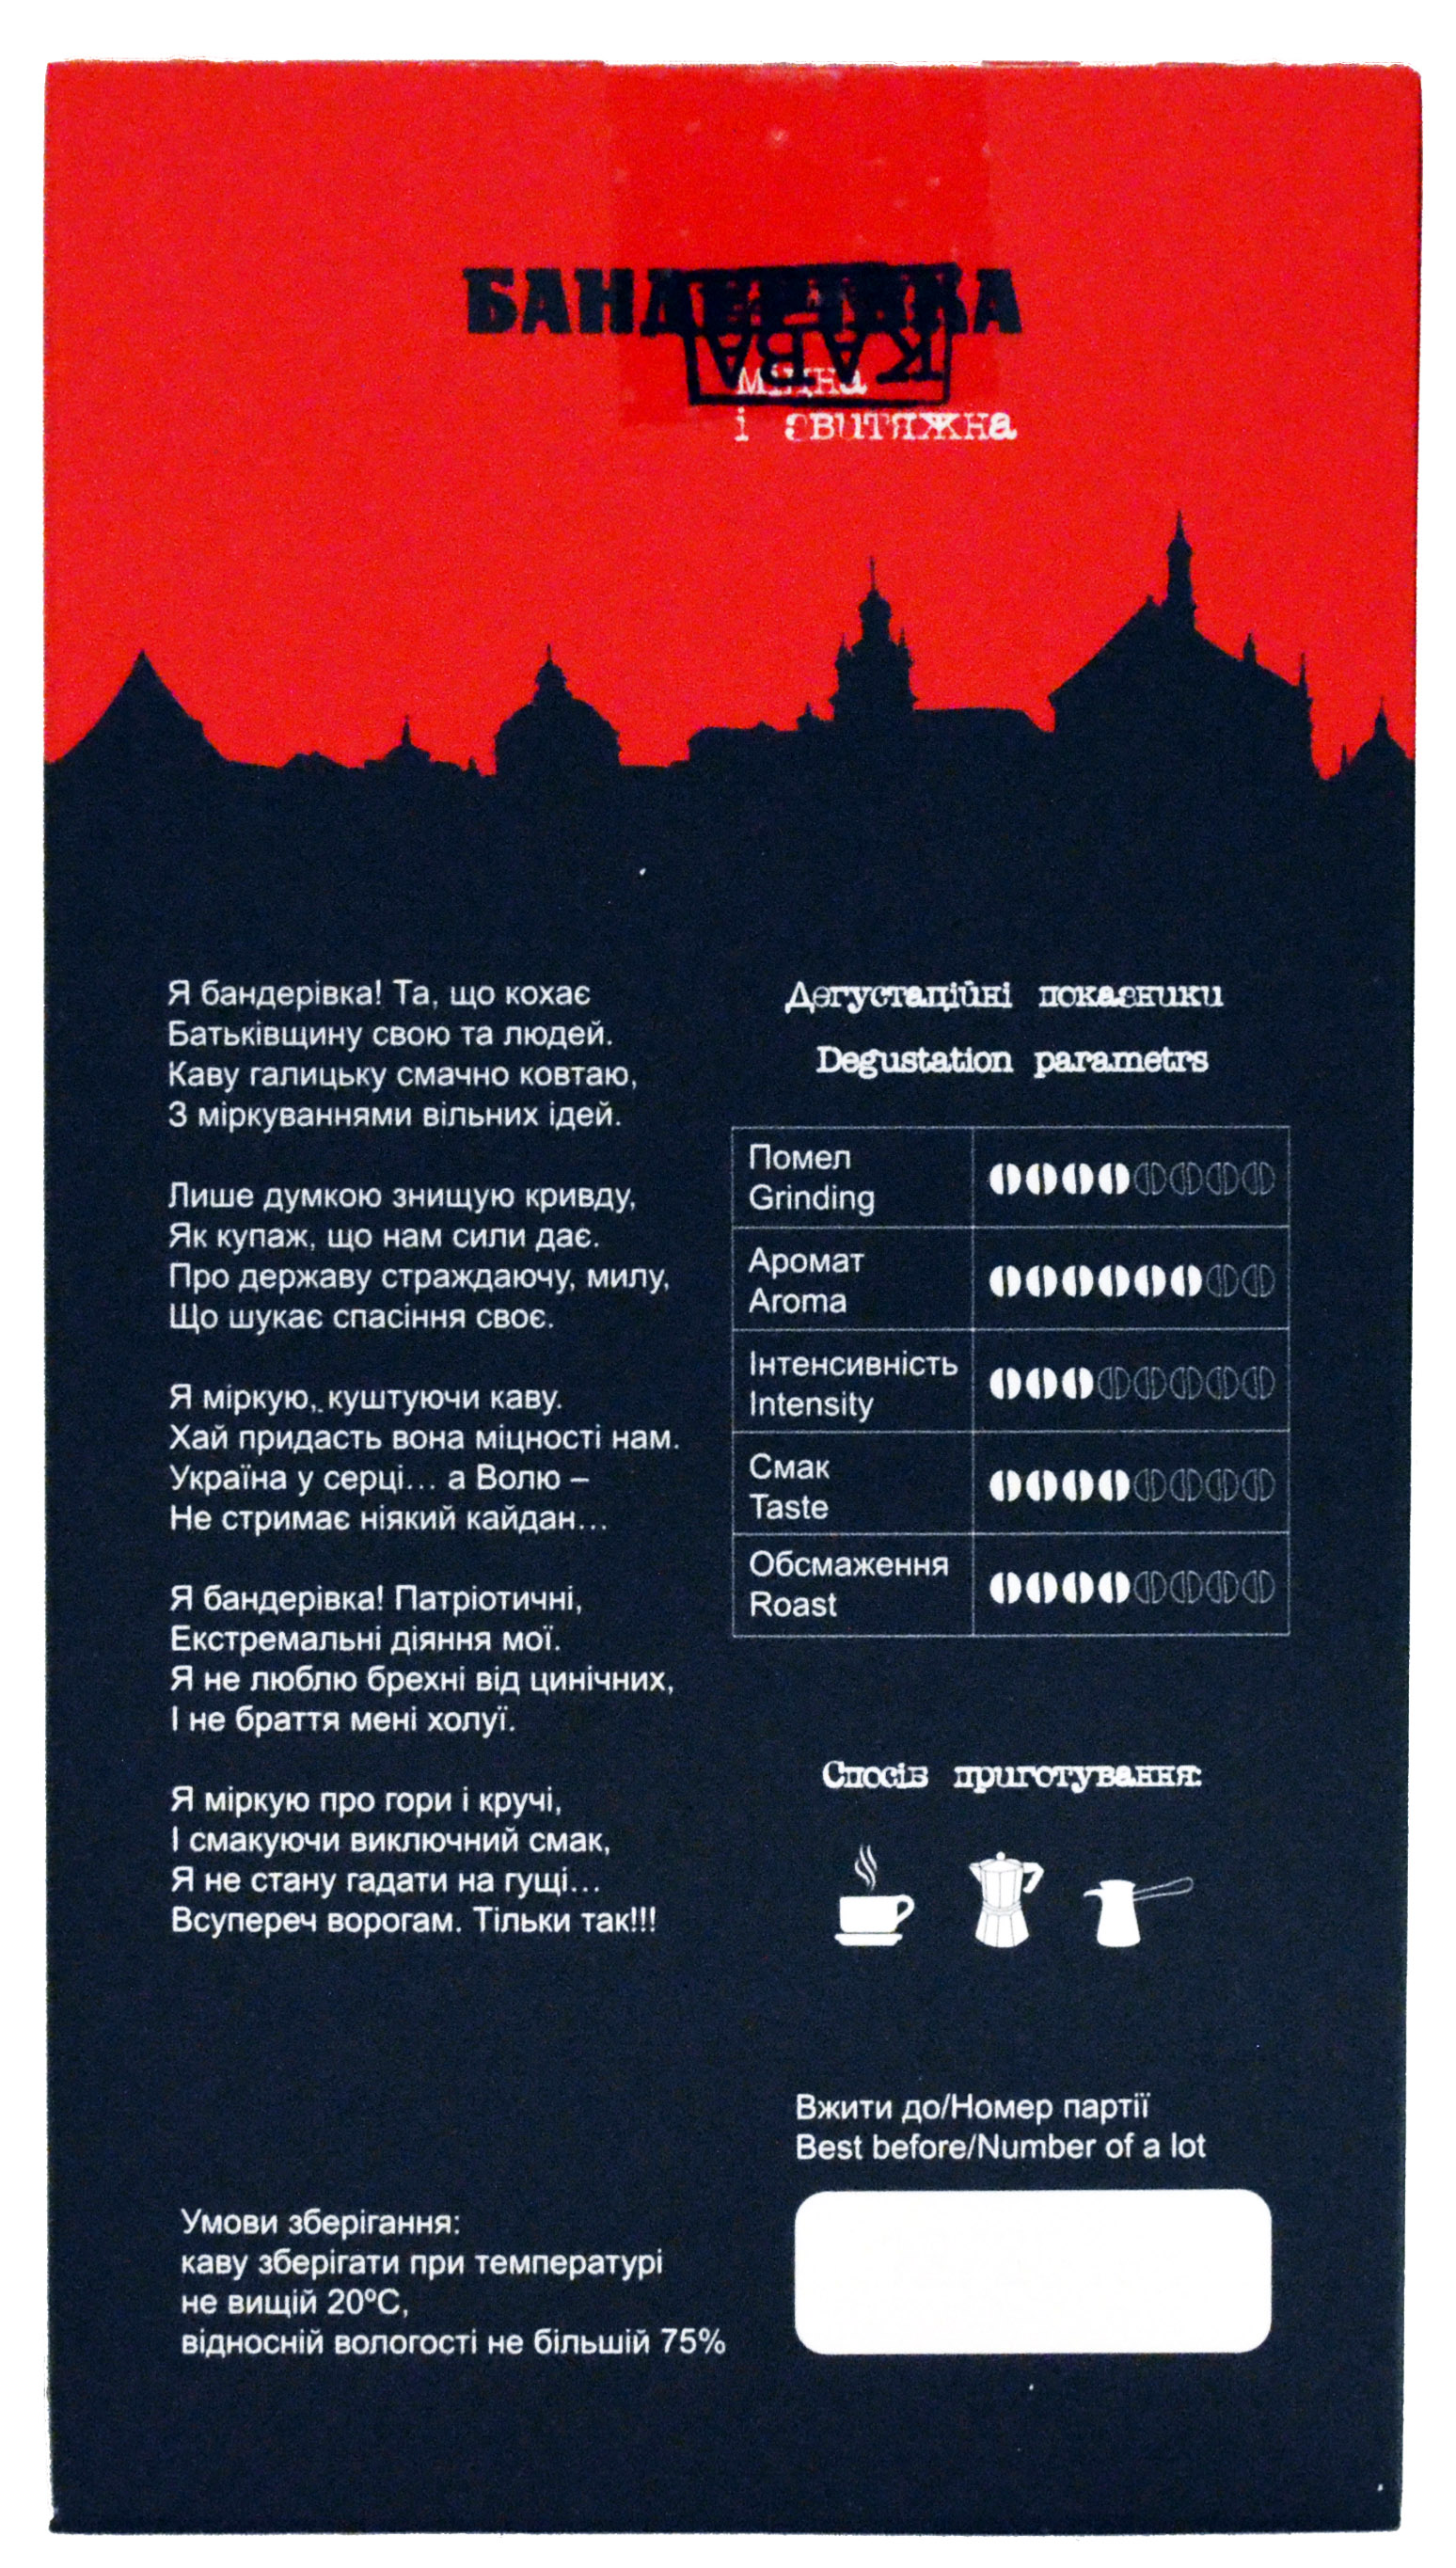 БАНДЕРІВКА
КАВА
міцна
і звитяжна
Я бандерівка! Та, що кохає
Батьківщину свою та людей.
Каву галицьку смачно ковтаю,
З міркуваннями вільних ідей.
Лише думкою знищую кривду,
Як купаж, що нам сили дає.
Про державу страждаючу, милу,
Що шукає спасіння своє.
Я міркую, куштуючи каву.
Хай придасть вона міцності нам.
Україна у серці... а Волю –
Не стримає ніякий кайдан...
Я бандерівка! Патріотичні,
Екстремальні діяння мої.
Я не люблю брехні від цинічних,
І не браття мені холуї.
Я міркую про гори і кручі,
І смакуючи виключний смак,
Я не стану гадати на гущі...
Всупереч ворогам. Тільки так!!!
Дегустаційні показники
Degustation parametrs
Помел
Grinding
Аромат
Aroma
Інтенсивність
Intensity
Смак
Taste
Обсмаження
Roast
Спосіб приготування:
Вжити до/Номер партії
Best before/Number of a lot
Умови зберігання:
каву зберігати при температурі
не вищій 20ºC,
відносній вологості не більшій 75%